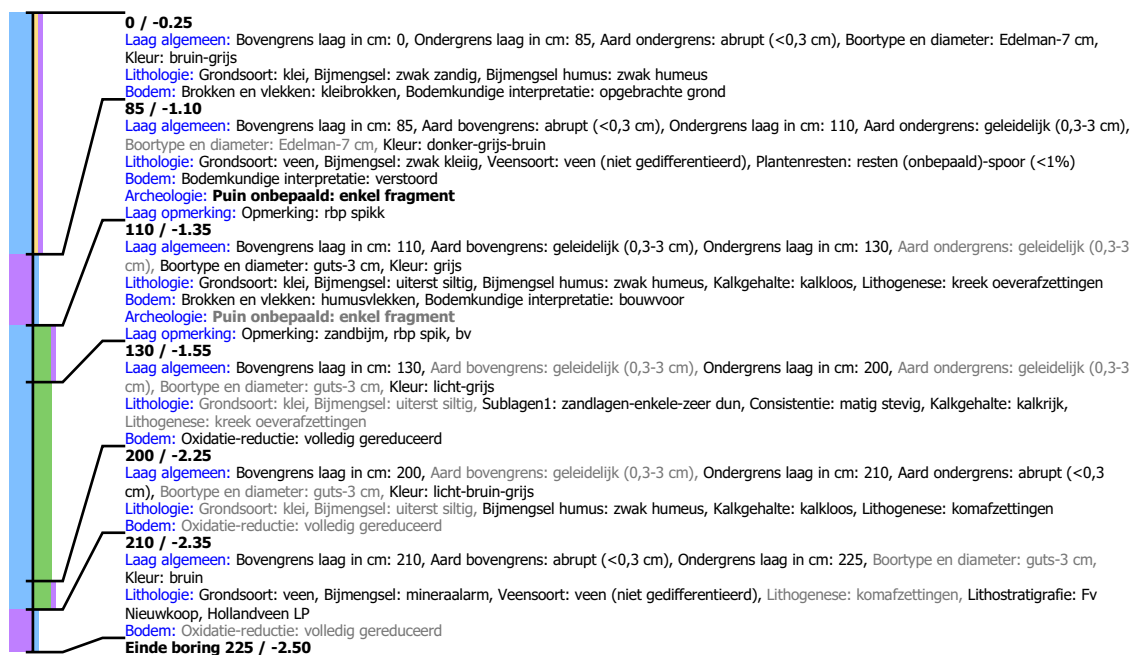 0 / -0.25
Laag algemeen: Bovengrens laag in cm: 0, Ondergrens laag in cm: 85, Aard ondergrens: abrupt (<0,3 cm), Boortype en diameter: Edelman-7 cm,
Kleur: bruin-grijs
Lithologie: Grondsoort: klei, Bijmengsel: zwak zandig, Bijmengsel humus: zwak humeus
Bodem: Brokken en vlekken: kleibrokken, Bodemkundige interpretatie: opgebrachte grond
85 / -1.10
Laag algemeen: Bovengrens laag in cm: 85, Aard bovengrens: abrupt (<0,3 cm), Ondergrens laag in cm: 110, Aard ondergrens: geleidelijk (0,3-3 cm),
Boortype en diameter: Edelman-7 cm, Kleur: donker-grijs-bruin
Lithologie: Grondsoort: veen, Bijmengsel: zwak kleiig, Veensoort: veen (niet gedifferentieerd), Plantenresten: resten (onbepaald)-spoor (<1%)
Bodem: Bodemkundige interpretatie: verstoord
Archeologie: Puin onbepaald: enkel fragment
Laag opmerking: Opmerking: rbp spikk
110 / -1.35
Laag algemeen: Bovengrens laag in cm: 110, Aard bovengrens: geleidelijk (0,3-3 cm), Ondergrens laag in cm: 130, Aard ondergrens: geleidelijk (0,3-3
cm), Boortype en diameter: guts-3 cm, Kleur: grijs
Lithologie: Grondsoort: klei, Bijmengsel: uiterst siltig, Bijmengsel humus: zwak humeus, Kalkgehalte: kalkloos, Lithogenese: kreek oeverafzettingen
Bodem: Brokken en vlekken: humusvlekken, Bodemkundige interpretatie: bouwvoor
Archeologie: Puin onbepaald: enkel fragment
Laag opmerking: Opmerking: zandbijm, rbp spik, bv
130 / -1.55
Laag algemeen: Bovengrens laag in cm: 130, Aard bovengrens: geleidelijk (0,3-3 cm), Ondergrens laag in cm: 200, Aard ondergrens: geleidelijk (0,3-3
cm), Boortype en diameter: guts-3 cm, Kleur: licht-grijs
Lithologie: Grondsoort: klei, Bijmengsel: uiterst siltig, Sublagen1: zandlagen-enkele-zeer dun, Consistentie: matig stevig, Kalkgehalte: kalkrijk,
Lithogenese: kreek oeverafzettingen
Bodem: Oxidatie-reductie: volledig gereduceerd
200 / -2.25
Laag algemeen: Bovengrens laag in cm: 200, Aard bovengrens: geleidelijk (0,3-3 cm), Ondergrens laag in cm: 210, Aard ondergrens: abrupt (<0,3
cm), Boortype en diameter: guts-3 cm, Kleur: licht-bruin-grijs
Lithologie: Grondsoort: klei, Bijmengsel: uiterst siltig, Bijmengsel humus: zwak humeus, Kalkgehalte: kalkloos, Lithogenese: komafzettingen
Bodem: Oxidatie-reductie: volledig gereduceerd
210 / -2.35
Laag algemeen: Bovengrens laag in cm: 210, Aard bovengrens: abrupt (<0,3 cm), Ondergrens laag in cm: 225, Boortype en diameter: guts-3 cm,
Kleur: bruin
Lithologie: Grondsoort: veen, Bijmengsel: mineraalarm, Veensoort: veen (niet gedifferentieerd), Lithogenese: komafzettingen, Lithostratigrafie: Fv
Nieuwkoop, Hollandveen LP
Bodem: Oxidatie-reductie: volledig gereduceerd
Einde boring 225 / -2.50